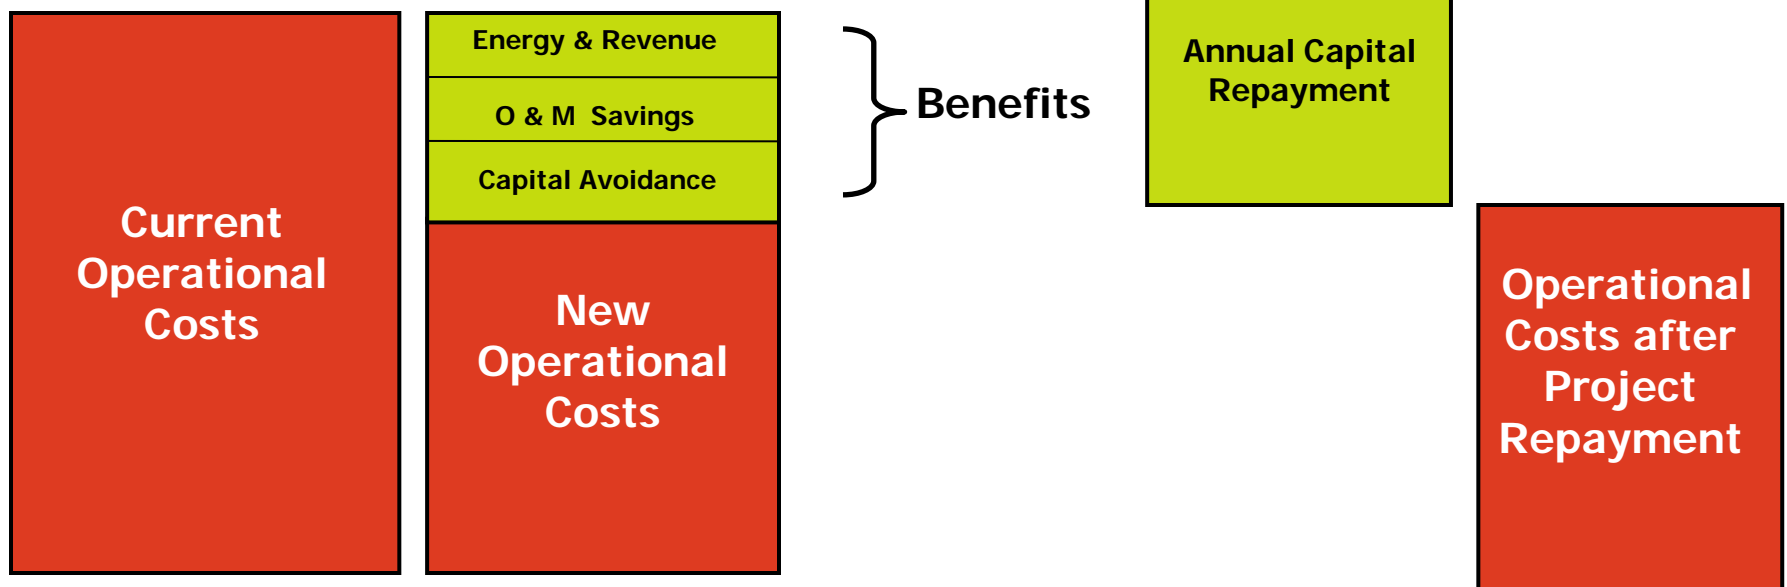 Current
Operational
Costs
Energy & Revenue
O & M  Savings
Capital Avoidance
New
Operational
Costs
Benefits
Annual Capital
Repayment
Operational
Costs after
Project
Repayment